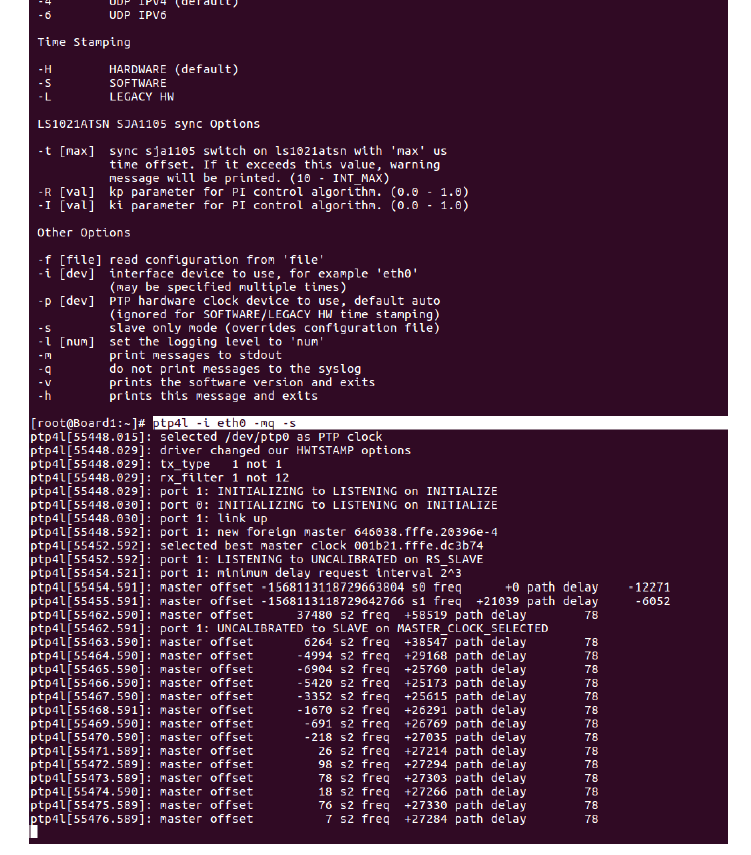 -4        UDP IPV4 (default)
-6        UDP IPV6
Time Stamping
-H        HARDWARE (default)
-S        SOFTWARE
-L        LEGACY HW
LS1021ATSN SJA1105 sync Options
-t [max]  sync sja1105 switch on ls1021atsn with 'max' us
          time offset. If it exceeds this value, warning
          message will be printed. (10 - INT_MAX)
-R [val]  kp parameter for PI control algorithm. (0.0 - 1.0)
-I [val]  ki parameter for PI control algorithm. (0.0 - 1.0)
Other Options
-f [file] read configuration from 'file'
-i [dev]  interface device to use, for example 'eth0'
          (may be specified multiple times)
-p [dev]  PTP hardware clock device to use, default auto
          (ignored for SOFTWARE/LEGACY HW time stamping)
-s        slave only mode (overrides configuration file)
-l [num]  set the logging level to 'num'
-m        print messages to stdout
-q        do not print messages to the syslog
-v        prints the software version and exits
-h        prints this message and exits
[root@Board1:~]# ptp4l -i eth0 -mq -s
ptp4l[55448.015]: selected /dev/ptp0 as PTP clock
ptp4l[55448.029]: driver changed our HWTSTAMP options
ptp4l[55448.029]: tx_type   1 not 1
ptp4l[55448.029]: rx_filter 1 not 12
ptp4l[55448.029]: port 1: INITIALIZING to LISTENING on INITIALIZE
ptp4l[55448.030]: port 0: INITIALIZING to LISTENING on INITIALIZE
ptp4l[55448.030]: port 1: link up
ptp4l[55448.592]: port 1: new foreign master 646038.fffe.20396e-4
ptp4l[55452.592]: selected best master clock 001b21.fffe.dc3b74
ptp4l[55452.592]: port 1: LISTENING to UNCALIBRATED on RS_SLAVE
ptp4l[55454.521]: port 1: minimum delay request interval 2^3
ptp4l[55454.591]: master offset -1568113118729663804 s0 freq      +0 path delay    -12271
ptp4l[55455.591]: master offset -1568113118729642766 s1 freq  +21039 path delay     -6052
ptp4l[55462.590]: master offset      37480 s2 freq  +58519 path delay        78
ptp4l[55462.591]: port 1: UNCALIBRATED to SLAVE on MASTER_CLOCK_SELECTED
ptp4l[55463.590]: master offset       6264 s2 freq  +38547 path delay        78
ptp4l[55464.590]: master offset      -4994 s2 freq  +29168 path delay        78
ptp4l[55465.590]: master offset      -6904 s2 freq  +25760 path delay        78
ptp4l[55466.590]: master offset      -5420 s2 freq  +25173 path delay        78
ptp4l[55467.590]: master offset      -3352 s2 freq  +25615 path delay        78
ptp4l[55468.591]: master offset      -1670 s2 freq  +26291 path delay        78
ptp4l[55469.590]: master offset       -691 s2 freq  +26769 path delay        78
ptp4l[55470.590]: master offset       -218 s2 freq  +27035 path delay        78
ptp4l[55471.589]: master offset         26 s2 freq  +27214 path delay        78
ptp4l[55472.589]: master offset         98 s2 freq  +27294 path delay        78
ptp4l[55473.589]: master offset         78 s2 freq  +27303 path delay        78
ptp4l[55474.590]: master offset         18 s2 freq  +27266 path delay        78
ptp4l[55475.589]: master offset         76 s2 freq  +27330 path delay        78
ptp4l[55476.589]: master offset          7 s2 freq  +27284 path delay        78